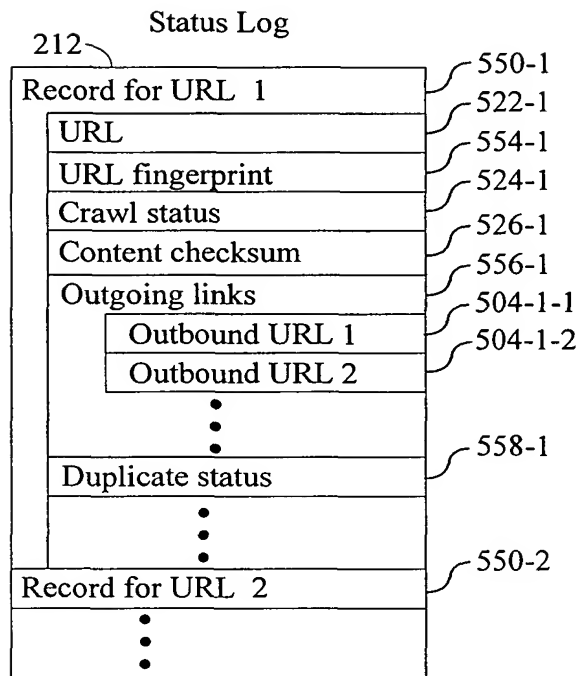 Status Log
212
Record for URL 1
550-1
URL
522-1
URL fingerprint
554-1
Crawl status
524-1
Content checksum
526-1
Outgoing links
556-1
Outbound URL 1
504-1-1
Outbound URL 2
504-1-2
Duplicate status
558-1
Record for URL 2
550-2